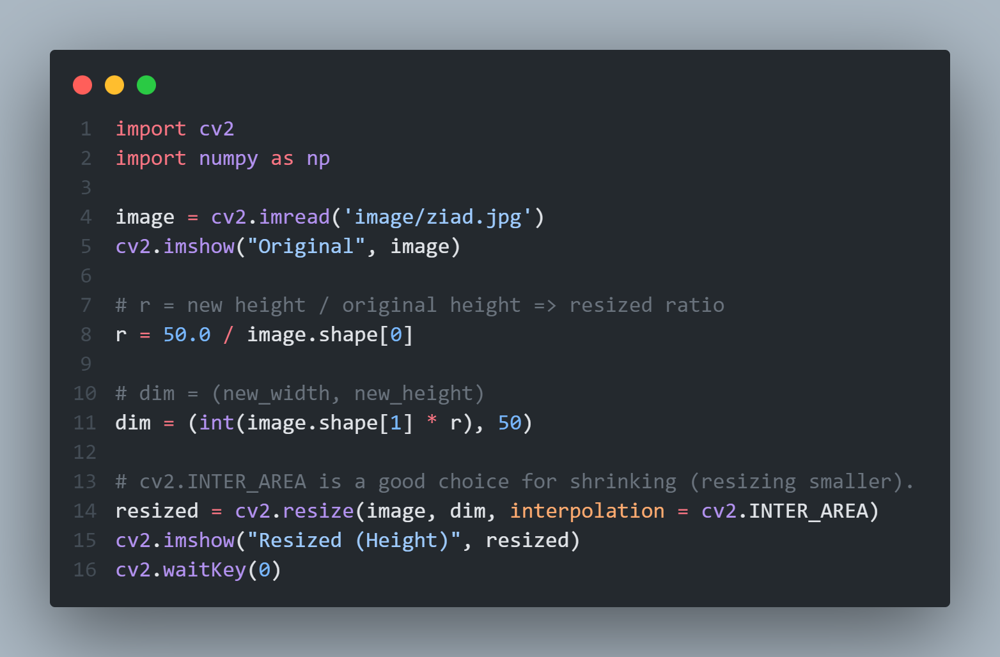 1 import cv2
2 import numpy as np
3
4 image = cv2.imread('image/ziad.jpg')
5 cv2.imshow("Original", image)
6
7 # r = new height / original height => resized ratio
8 r = 50.0 / image.shape[0]
9
10 # dim = (new_width, new_height)
11 dim = (int(image.shape[1] * r), 50)
12
13 # cv2.INTER_AREA is a good choice for shrinking (resizing smaller).
14 resized = cv2.resize(image, dim, interpolation = cv2.INTER_AREA)
15 cv2.imshow("Resized (Height)", resized)
16 cv2.waitKey(0)